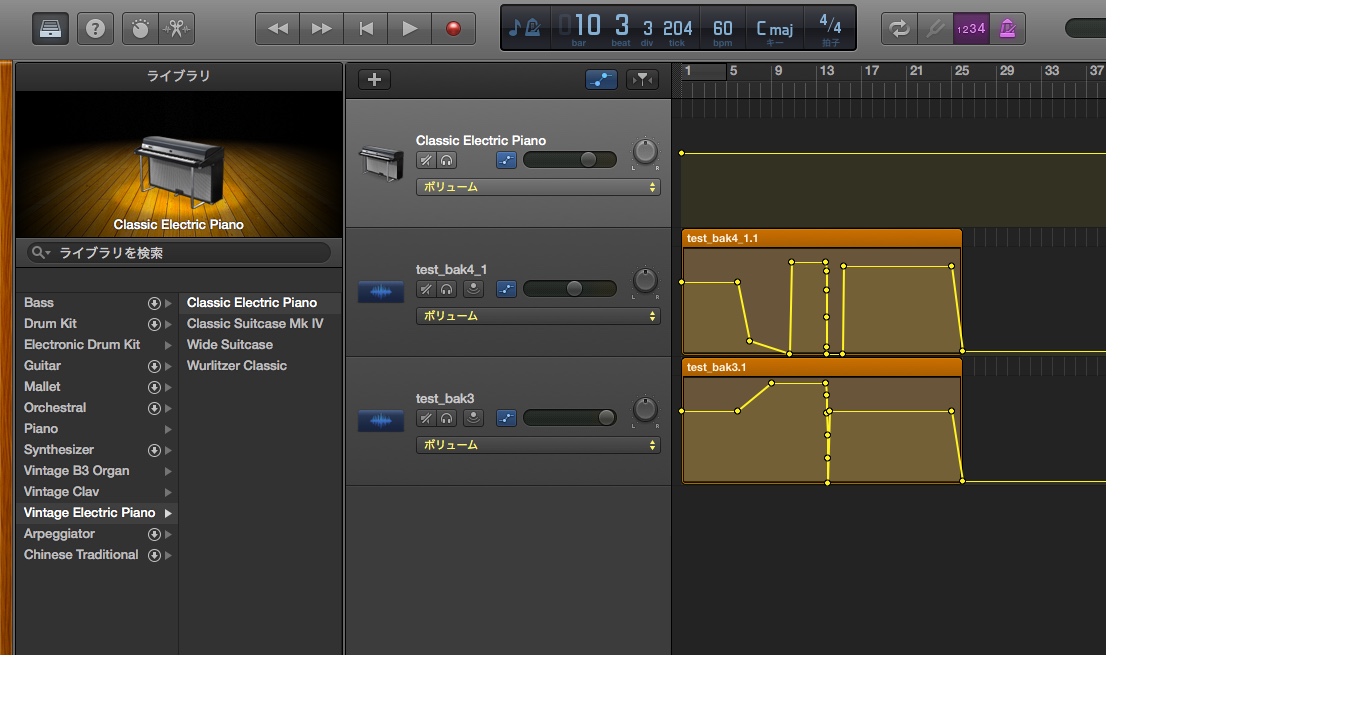 ?
10 3 3 204 60 C maj 4/4
bar beat div tick bpm キー 拍子
1234
ライブラリ
1 5 9 13 17 21 25 29 33 37
Classic Electric Piano
ライブラリを検索
Bass
Drum Kit
Electronic Drum Kit
Guitar
Mallet
Orchestral
Piano
Synthesizer
Vintage B3 Organ
Vintage Clav
Vintage Electric Piano
Arpeggiator
Chinese Traditional
Classic Electric Piano
Classic Suitcase Mk IV
Wide Suitcase
Wurlitzer Classic
Classic Electric Piano
L R
ボリューム
test_bak4_1
L R
ボリューム
test_bak3
L R
ボリューム
test_bak4_1.1
test_bak3.1